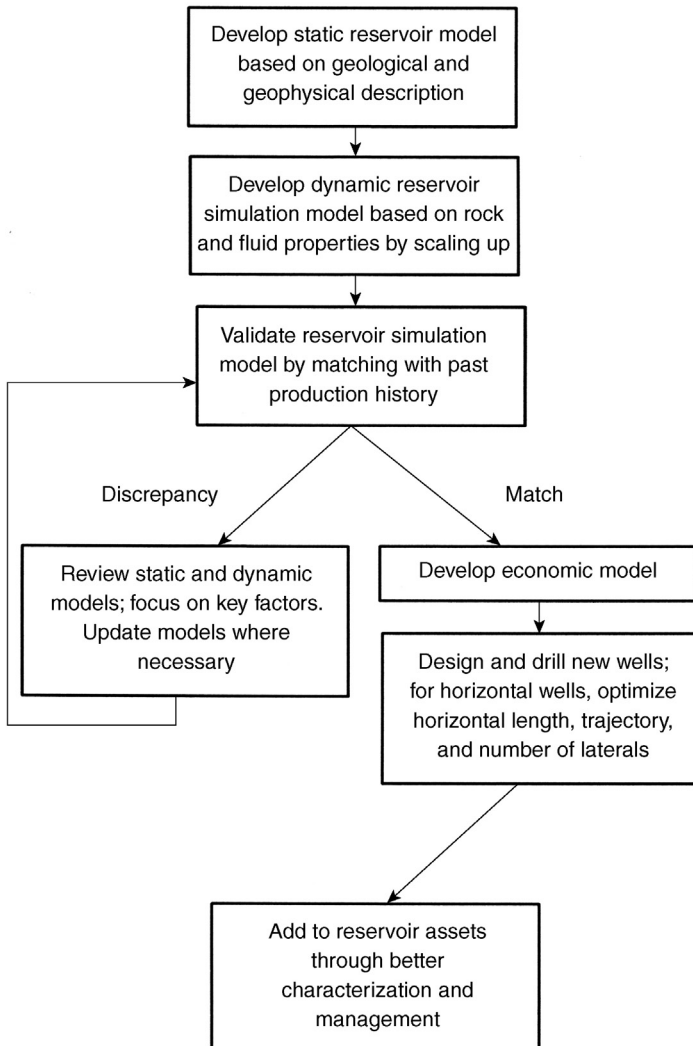 Develop static reservoir model
based on geological and
geophysical description
Develop dynamic reservoir
simulation model based on rock
and fluid properties by scaling up
Validate reservoir simulation
model by matching with past
production history
Discrepancy
Match
Review static and dynamic
models; focus on key factors.
Update models where
necessary
Develop economic model
Design and drill new wells;
for horizontal wells, optimize
horizontal length, trajectory,
and number of laterals
Add to reservoir assets
through better
characterization and
management